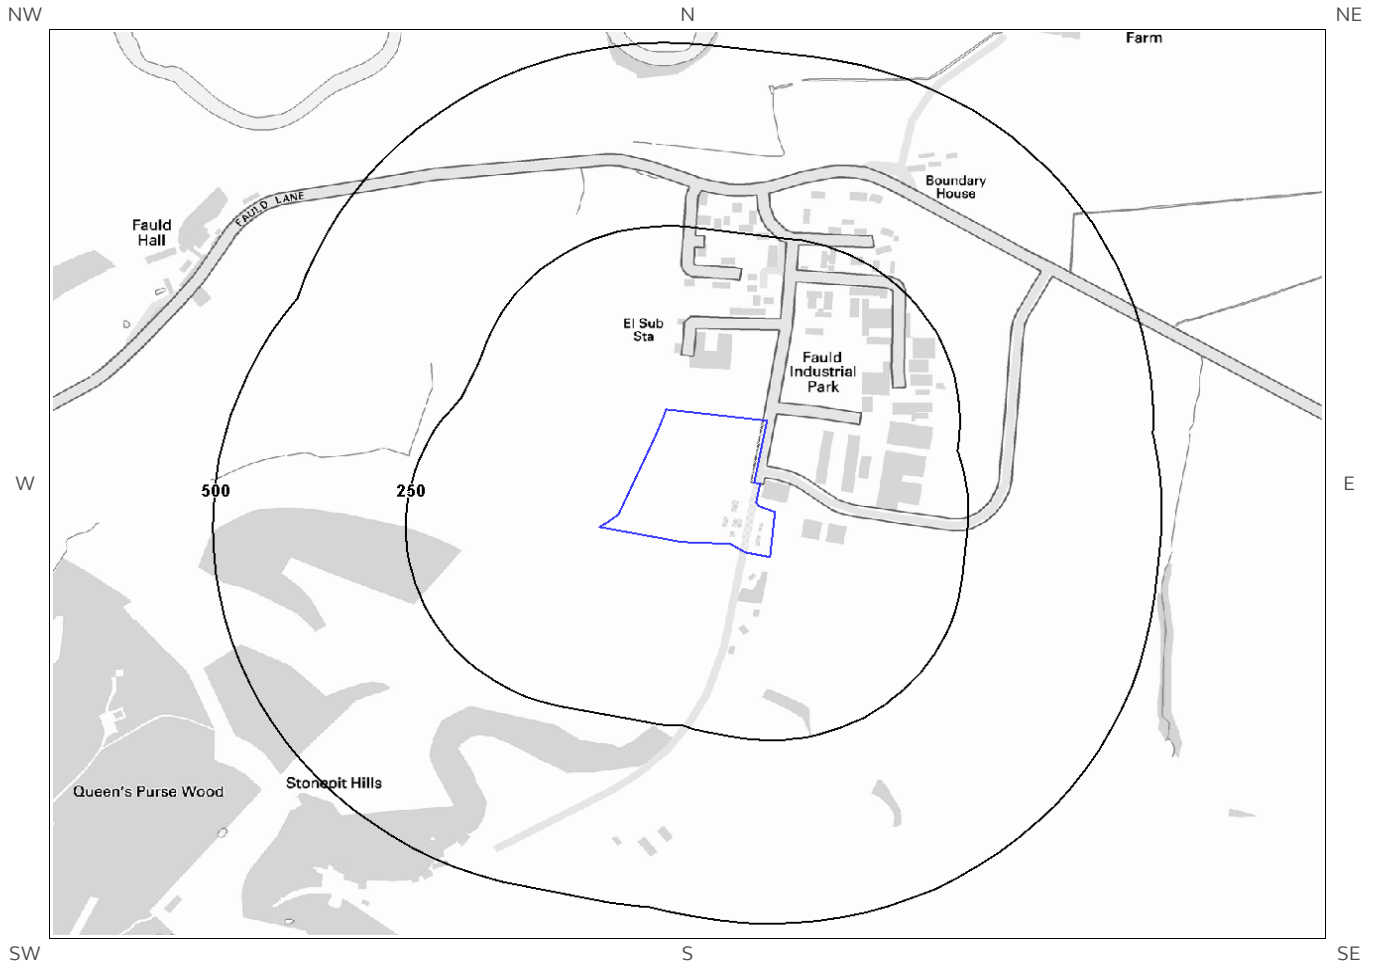 NW
N
NE
Farm
Boundary
House
FAULD LANE
Fauld
Hall
El Sub
Sta
Fauld
Industrial
Park
W
500
250
E
Stonepit Hills
Queen's Purse Wood
SW
S
SE